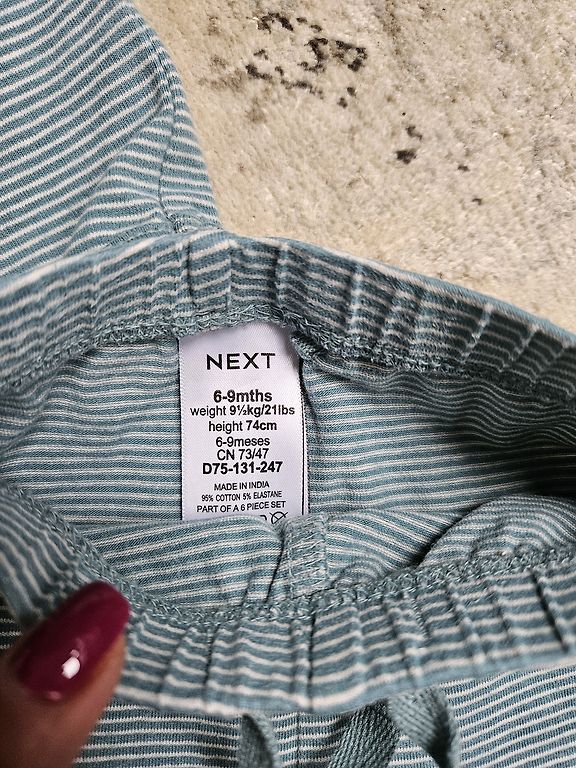 NEXT
6-9mths
weight 9½kg/21lbs
height 74cm
6-9meses
CN 73/47
D75-131-247
MADE IN INDIA
95% COTTON 5% ELASTANE
PART OF A 6 PIECE SET